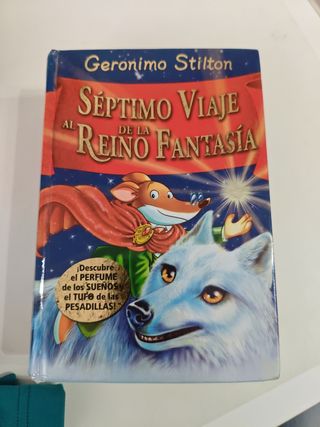 Geronimo Stilton
SÉPTIMO VIAJE
AL REINO DE LA FANTASÍA
¡Descubre
el PERFUME
de los SUEÑOS y
el TUFO de las
PESADILLAS!